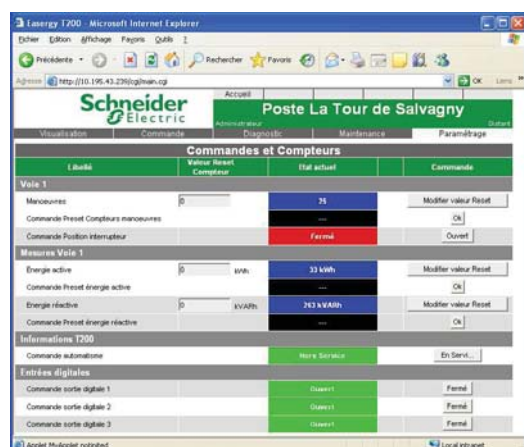 Easergy T200 - Microsoft Internet Explorer
Fichier Edition Affichage Favoris Outils ?
Précédente Rechercher Favoris
Adresse http://10.195.43.239/cgi/main.cgi OK Liens »
Schneider Electric
Accueil
Poste La Tour de Salvagny
Administrateur Distant
Visualisation Commande Diagnostic Maintenance Paramétrage
Commandes et Compteurs
Libellé Valeur Reset Compteur Etat actuel Commande
Voie 1
Manoeuvres 0 25 Modifier valeur Reset
Commande Preset Compteurs manoeuvres --- Ok
Commande Position interrupteur Fermé Ouvert
Mesures Voie 1
Energie active 0 kWh 33 kWh Modifier valeur Reset
Commande Preset énergie active --- Ok
Energie réactive 0 kVARh 263 kVARh Modifier valeur Reset
Commande Preset énergie réactive --- Ok
Informations T200
Commande automatisme Hors Service En Servi...
Entrées digitales
Commande sortie digitale 1 Ouvert Fermé
Commande sortie digitale 2 Ouvert Fermé
Commande sortie digitale 3 Ouvert Fermé
Applet MyApplet notinited Local intranet